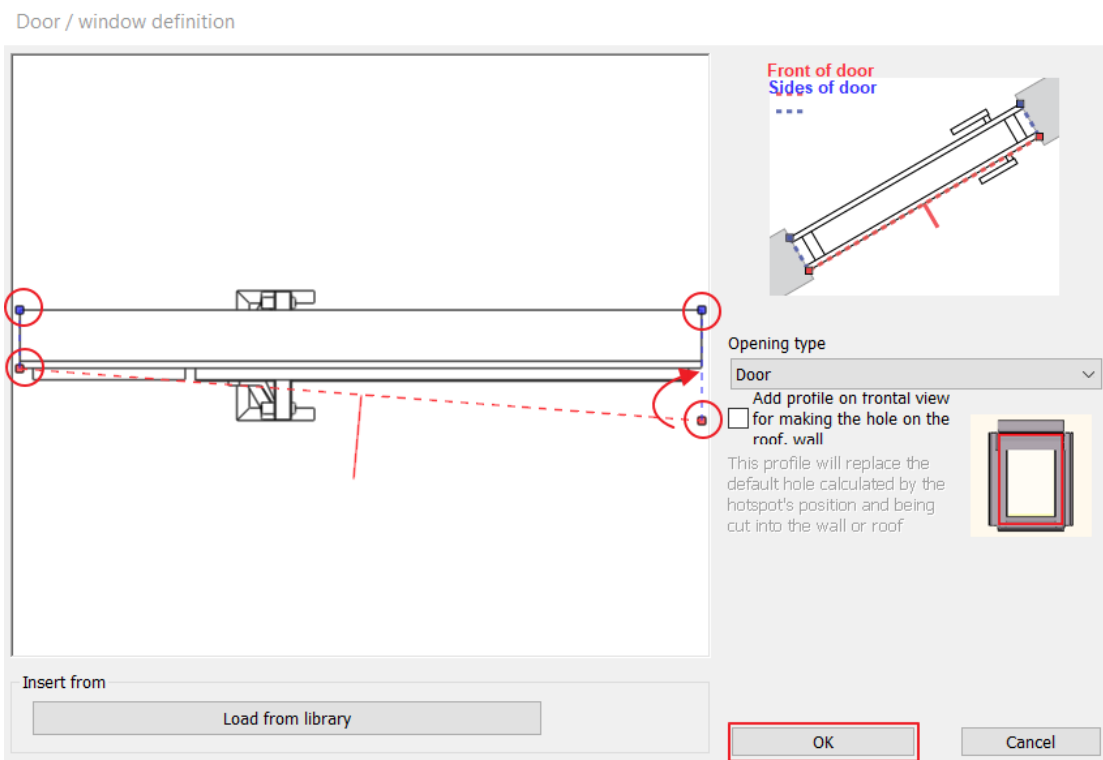 Door / window definition
Front of door
Sides of door
Opening type
Door
Add profile on frontal view
for making the hole on the
roof, wall
This profile will replace the
default hole calculated by the
hotspot's position and being
cut into the wall or roof
Insert from
Load from library
OK
Cancel